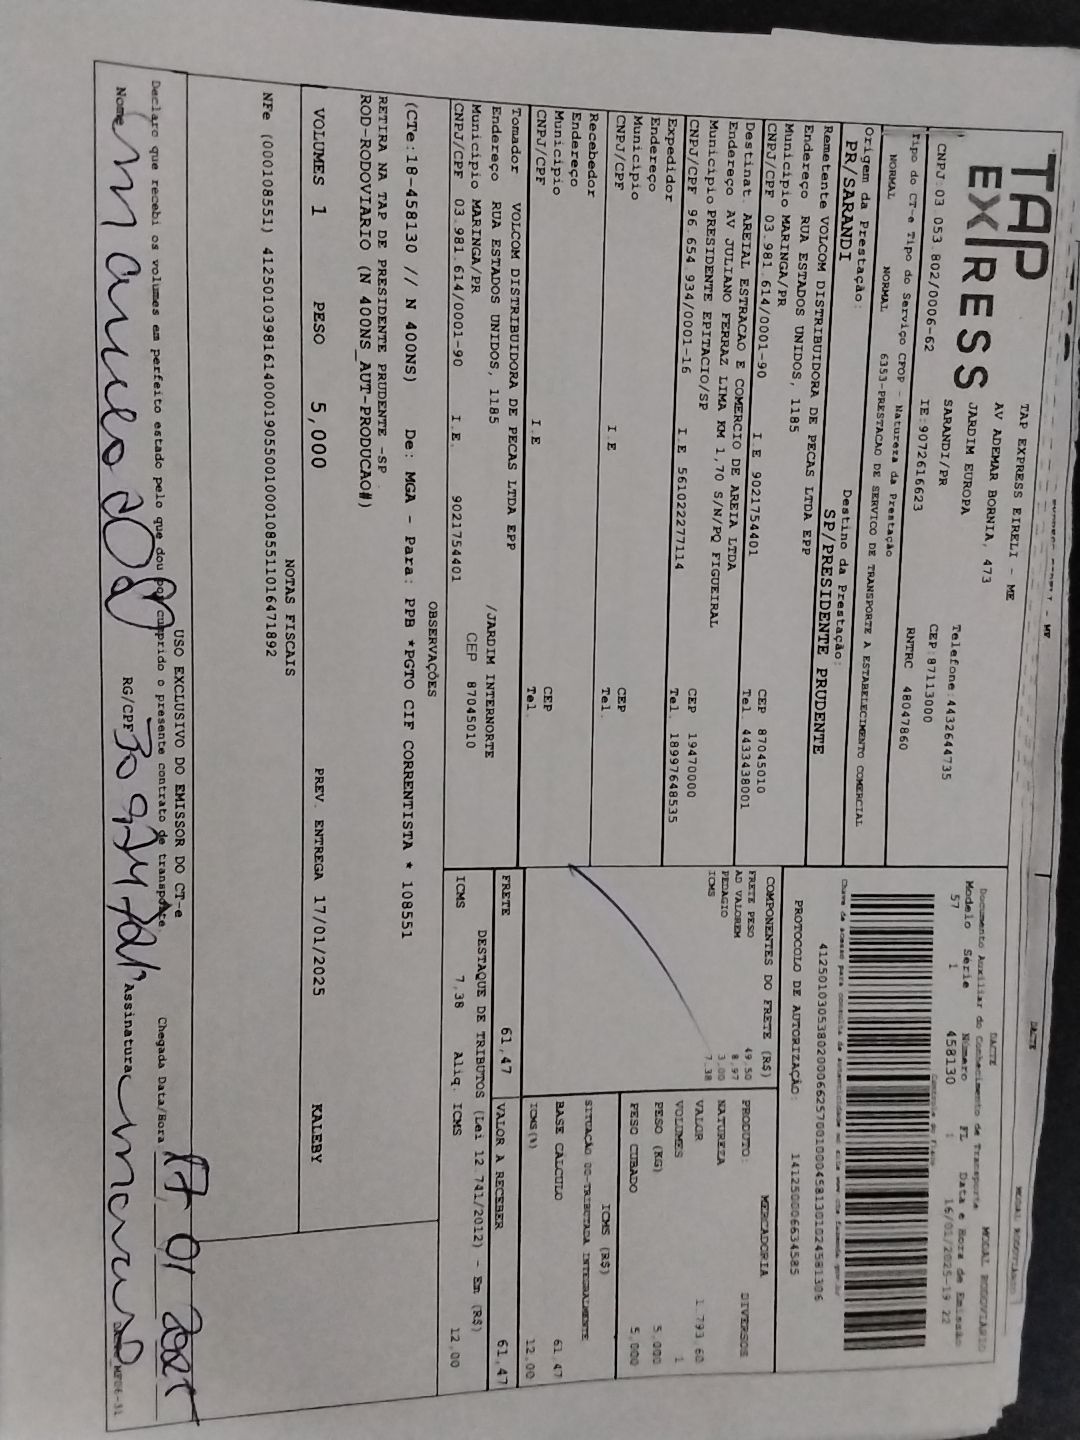 TAP
EXPRESS
TAP EXPRESS EIRELI - ME
AV ADEMAR BORNIA, 473
JARDIM EUROPA
SARANDI/PR
Telefone:4432644735
CEP:87113000
CNPJ:03 053 802/0006-62
IE:9072616623
RNTRC 48047860
Tipo do CT-e Tipo do Serviço CFOP - Natureza da Prestação
NORMAL NORMAL 6353-PRESTACAO DE SERVICO DE TRANSPORTE A ESTABELECIMENTO COMERCIAL
Origem da Prestação:
PR/SARANDI
Destino da Prestação:
SP/PRESIDENTE PRUDENTE
Remetente VOLCOM DISTRIBUIDORA DE PECAS LTDA EPP
Endereço RUA ESTADOS UNIDOS, 1185
Municipio MARINGA/PR CEP 87045010
CNPJ/CPF 03.981.614/0001-90 I.E 9021754401 Tel. 4433438001
Destinat. AREIAL ESTRACAO E COMERCIO DE AREIA LTDA
Endereço AV JULIANO FERRAZ LIMA KM 1,70 S/N/PQ FIGUEIRAL
Municipio PRESIDENTE EPITACIO/SP CEP 19470000
CNPJ/CPF 96.654.934/0001-16 I.E 561022277114 Tel. 18997648535
Expedidor
Endereço
Municipio CEP
CNPJ/CPF I.E Tel.
Recebedor
Endereço
Municipio CEP
CNPJ/CPF I.E Tel.
Tomador VOLCOM DISTRIBUIDORA DE PECAS LTDA EPP
Endereço RUA ESTADOS UNIDOS, 1185 /JARDIM INTERNORTE
Municipio MARINGA/PR CEP 87045010
CNPJ/CPF 03.981.614/0001-90 I.E. 9021754401
DACTE
Documento Auxiliar do Conhecimento de Transporte
MODAL RODOVIÁRIO
Modelo Série Número FL Data e Hora de Emissão
57 1 458130 1 16/01/2025-19 22
Chave de acesso para consulta de autenticidade no site
41250103053802000662570010004581301024581306
PROTOCOLO DE AUTORIZAÇÃO: 141250006634585
COMPONENTES DO FRETE (R$)
FRETE PESO 49,50
AD VALOREM 8,97
PEDAGIO 3,00
ICMS 7,38
MERCADORIA
PRODUTO: DIVERSOS
NATUREZA
VALOR 1.793,60
VOLUMES 1
PESO (KG) 5,000
PESO CUBADO 5,000
ICMS (R$)
SITUAÇÃO 00-TRIBUTADA INTEGRALMENTE
BASE CALCULO 61,47
ICMS(%) 12,00
FRETE 61,47
VALOR A RECEBER 61,47
DESTAQUE DE TRIBUTOS (Lei 12.741/2012) - Em (R$)
ICMS 7,38 Aliq. ICMS 12,00
OBSERVAÇÕES
(CTe:18-458130 // N 400NS) De: MGA - Para: PPB *PGTO CIF CORRENTISTA * 108551
RETIRA NA TAP DE PRESIDENTE PRUDENTE -SP
ROD-RODOVIARIO (N 400NS_AUT-PRODUCAO#)
VOLUMES 1 PESO 5,000 PREV. ENTREGA 17/01/2025 KALEBY
NOTAS FISCAIS
NFe (000108551) 41250103981614000190550010001085511016471892
USO EXCLUSIVO DO EMISSOR DO CT-e
Declaro que recebi os volumes em perfeito estado pelo que dou por cumprido o presente contrato de transporte
Chegada Data/Hora 17 01 2025
Nome RG/CPF Assinatura